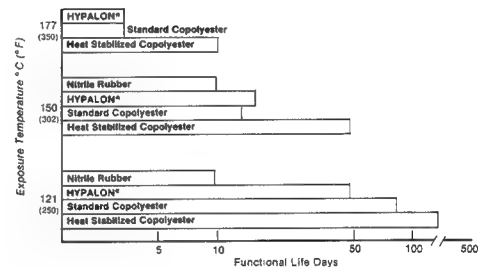 HYPALON*
177
(350)
Standard Copolyester
Heat Stabilized Copolyester
Nitrile Rubber
HYPALON*
150
(302)
Standard Copolyester
Heat Stabilized Copolyester
Nitrile Rubber
HYPALON*
121
(250)
Standard Copolyester
Heat Stabilized Copolyester
Exposure Temperature °C (°F)
5 10 50 100 500
Functional Life Days